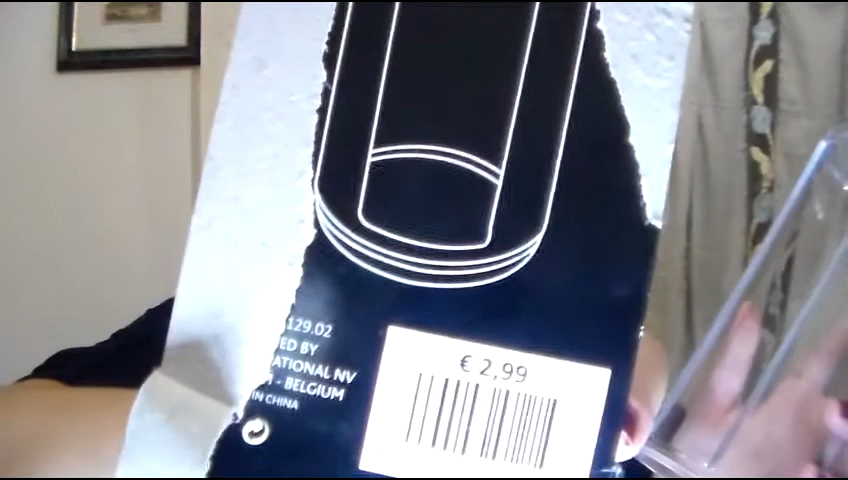 129.02
ED BY
ATIONAL NV
- BELGIUM
IN CHINA
€ 2,99